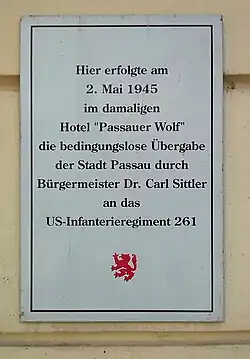 Hier erfolgte am
2. Mai 1945
im damaligen
Hotel "Passauer Wolf"
die bedingungslose Übergabe
der Stadt Passau durch
Bürgermeister Dr. Carl Sittler
an das
US-Infanterieregiment 261